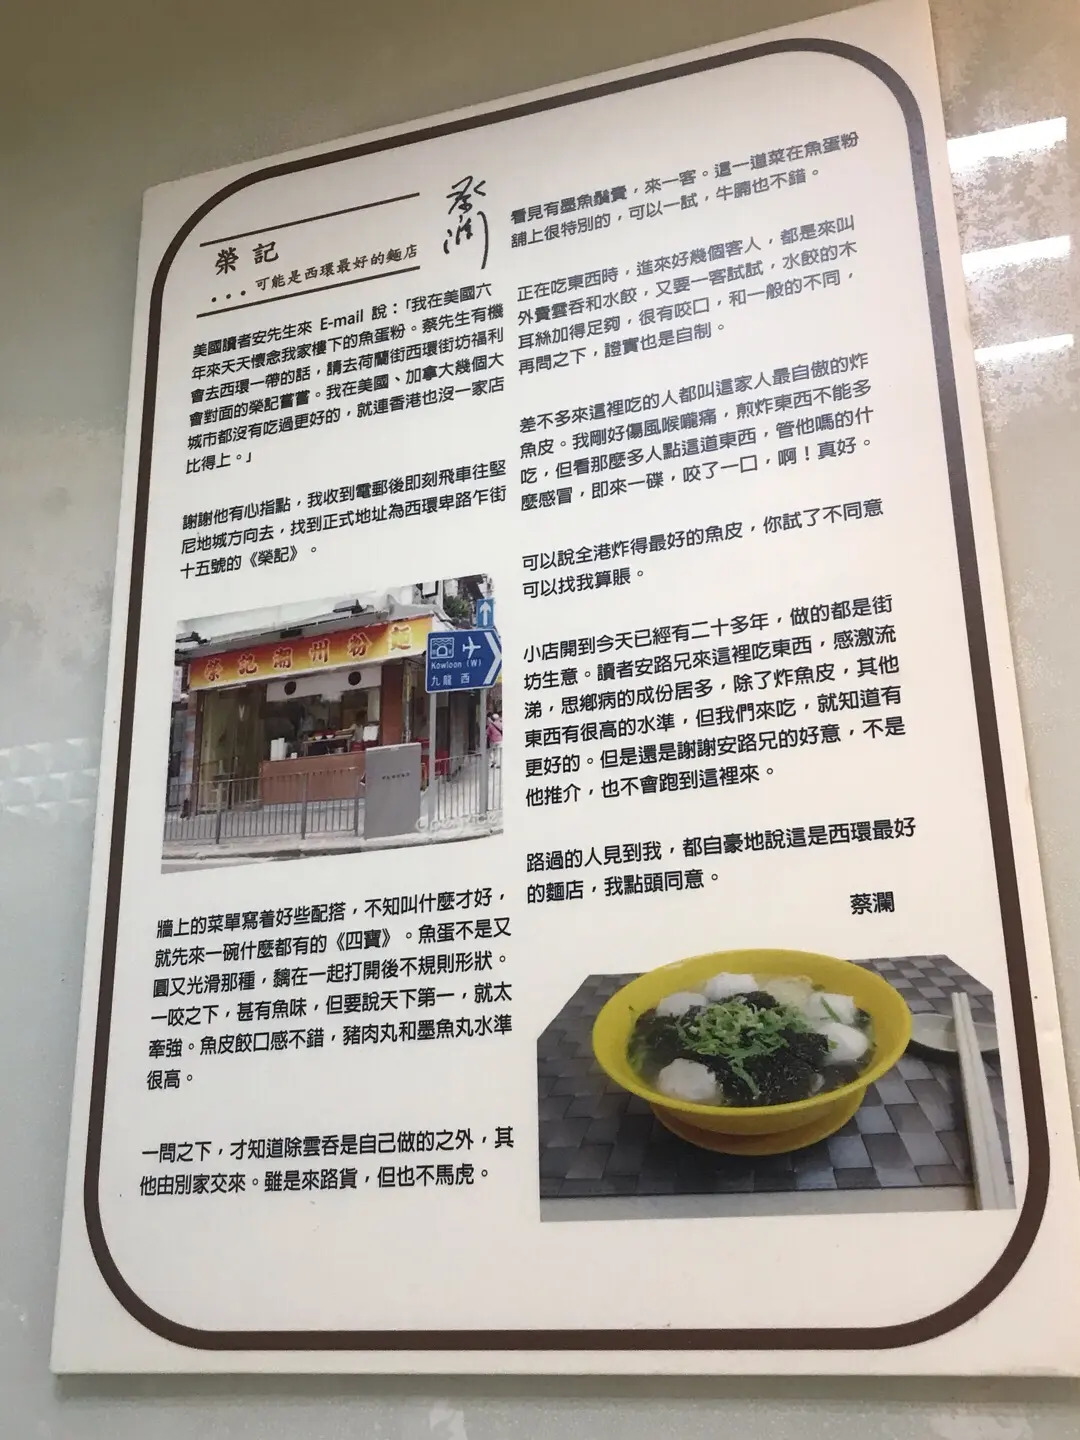 榮記
...可能是西環最好的麵店
蔡瀾
美國讀者安先生來 E-mail 說：「我在美國六
年來天天懷念我家樓下的魚蛋粉。蔡先生有機
會去西環一帶的話，請去荷蘭街西環街坊福利
會對面的榮記嘗嘗。我在美國、加拿大幾個大
城市都沒有吃過更好的，就連香港也沒一家店
比得上。」
謝謝他有心指點，我收到電郵後即刻飛車往堅
尼地城方向去，找到正式地址為西環卑路乍街
十五號的《榮記》。
榮記潮州粉麵
Kowloon (W)
九龍 西
牆上的菜單寫着好些配搭，不知叫什麼才好，
就先來一碗什麼都有的《四寶》。魚蛋不是又
圓又光滑那種，黐在一起打開後不規則形狀。
一咬之下，甚有魚味，但要說天下第一，就太
牽強。魚皮餃口感不錯，豬肉丸和墨魚丸水準
很高。
一問之下，才知道除雲吞是自己做的之外，其
他由別家交來。雖是來路貨，但也不馬虎。
看見有墨魚鬚賣，來一客。這一道菜在魚蛋粉
舖上很特別的，可以一試，牛腩也不錯。
正在吃東西時，進來好幾個客人，都是來叫
外賣雲吞和水餃，又要一客試試，水餃的木
耳絲加得足夠，很有咬口，和一般的不同，
再問之下，證實也是自制。
差不多來這裡吃的人都叫這家人最自傲的炸
魚皮。我剛好傷風喉嚨痛，煎炸東西不能多
吃，但看那麼多人點這道東西，管他嗎的什
麼感冒，即來一碟，咬了一口，啊！真好。
可以說全港炸得最好的魚皮，你試了不同意
可以找我算賬。
小店開到今天已經有二十多年，做的都是街
坊生意。讀者安路兄來這裡吃東西，感激流
涕，思鄉病的成份居多，除了炸魚皮，其他
東西有很高的水準，但我們來吃，就知道有
更好的。但是還是謝謝安路兄的好意，不是
他推介，也不會跑到這裡來。
路過的人見到我，都自豪地說這是西環最好
的麵店，我點頭同意。
蔡瀾